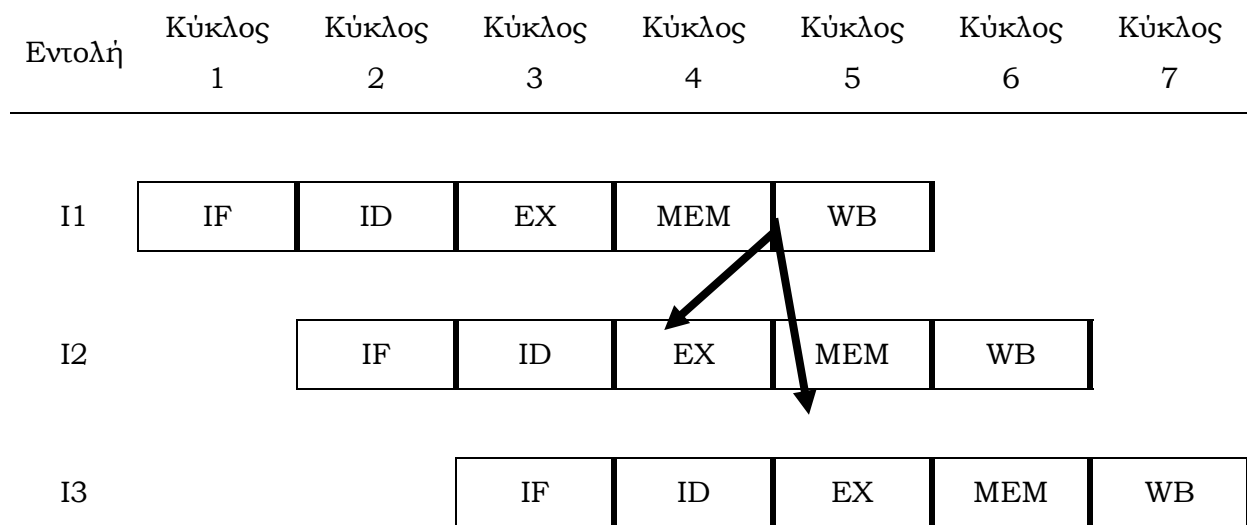 Εντολή Κύκλος 1 Κύκλος 2 Κύκλος 3 Κύκλος 4 Κύκλος 5 Κύκλος 6 Κύκλος 7
I1 IF ID EX MEM WB
I2 IF ID EX MEM WB
I3 IF ID EX MEM WB